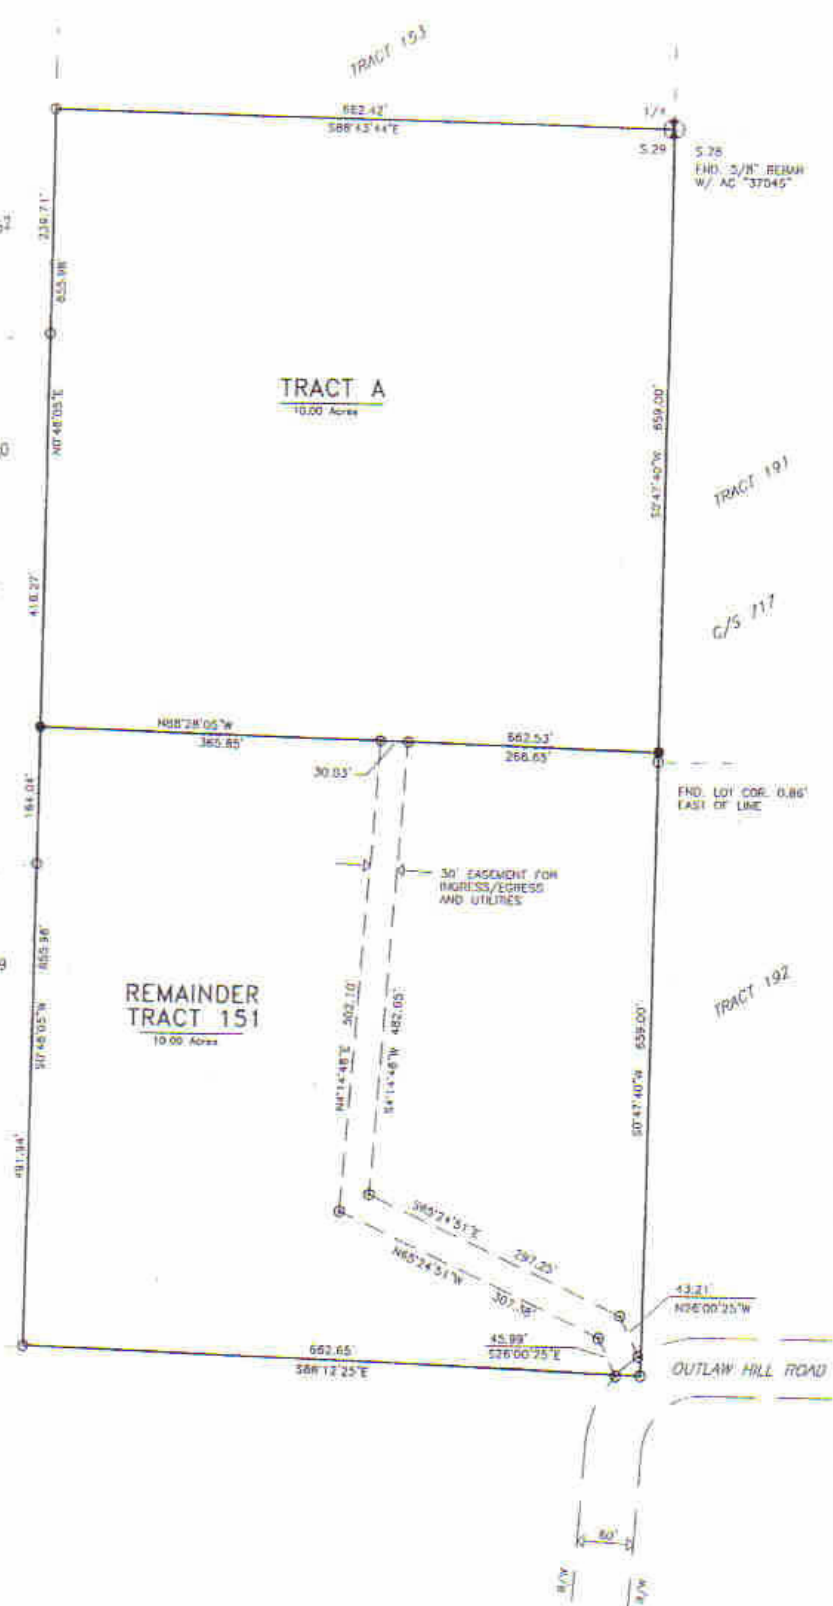 TRACT 153
662.42'
S88°43'44"E
1/4
S.29
S.28
FND. 5/8" REBAR
W/ AC "37045"
239.71'
655.98'
TRACT A
10.00 Acres
N0°48'05"E
S0°47'40"W 659.00'
TRACT 191
C/S 717
416.27'
N88°28'05"W
365.85'
662.53'
266.65'
30.03'
164.04'
FND. LOT COR. 0.86'
EAST OF LINE
30' EASEMENT FOR
INGRESS/EGRESS
AND UTILITIES
655.98'
TRACT 192
REMAINDER
TRACT 151
10.00 Acres
N4°14'48"E 502.10'
S4°14'48"W 482.05'
S0°48'05"W
S0°47'40"W 659.00'
491.94'
S65°24'51"E
297.25'
N65°24'51"W
307.38'
43.21'
N26°00'25"W
45.99'
S26°00'25"E
662.65'
S88°12'25"E
OUTLAW HILL ROAD
60'
R/W
R/W